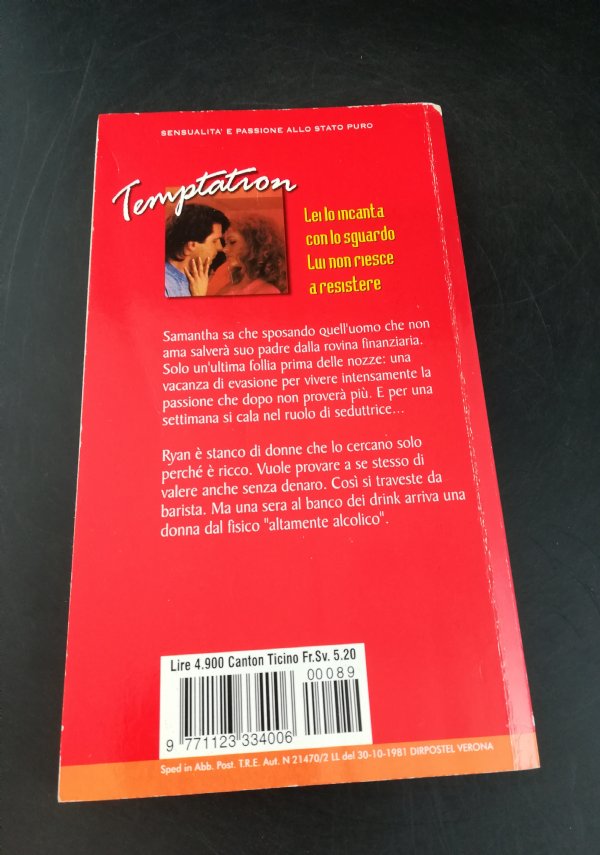 SENSUALITA' E PASSIONE ALLO STATO PURO
Temptation
Lei lo incanta
con lo sguardo
Lui non riesce
a resistere
Samantha sa che sposando quell'uomo che non
ama salverà suo padre dalla rovina finanziaria.
Solo un'ultima follia prima delle nozze: una
vacanza di evasione per vivere intensamente la
passione che dopo non proverà più. E per una
settimana si cala nel ruolo di seduttrice...
Ryan è stanco di donne che lo cercano solo
perché è ricco. Vuole provare a se stesso di
valere anche senza denaro. Così si traveste da
barista. Ma una sera al banco dei drink arriva una
donna dal fisico "altamente alcolico".
Lire 4.900 Canton Ticino Fr.Sv. 5.20
00089
9 771123 334006
Sped in Abb. Post. T.R.E. Aut. N 21470/2 LL del 30-10-1981 DIRPOSTEL VERONA